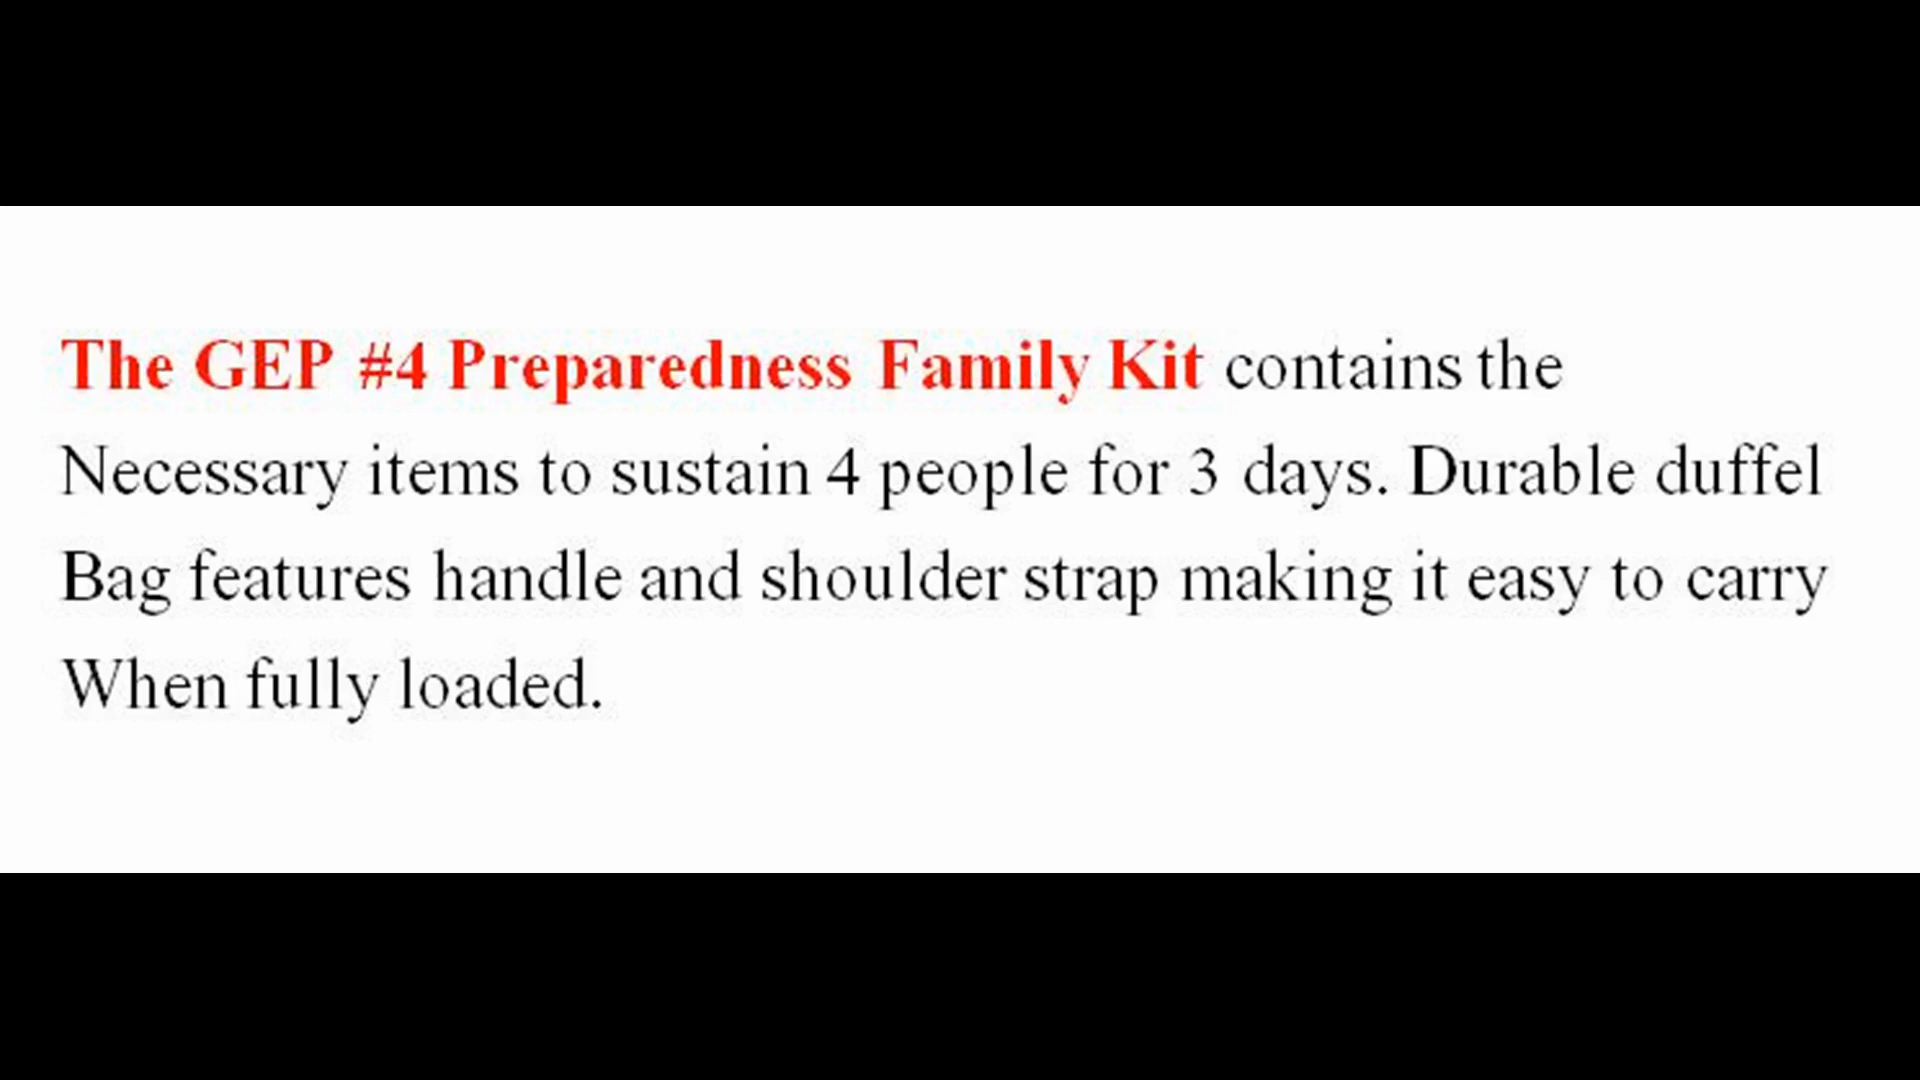 The GEP #4 Preparedness Family Kit contains the
Necessary items to sustain 4 people for 3 days. Durable duffel
Bag features handle and shoulder strap making it easy to carry
When fully loaded.